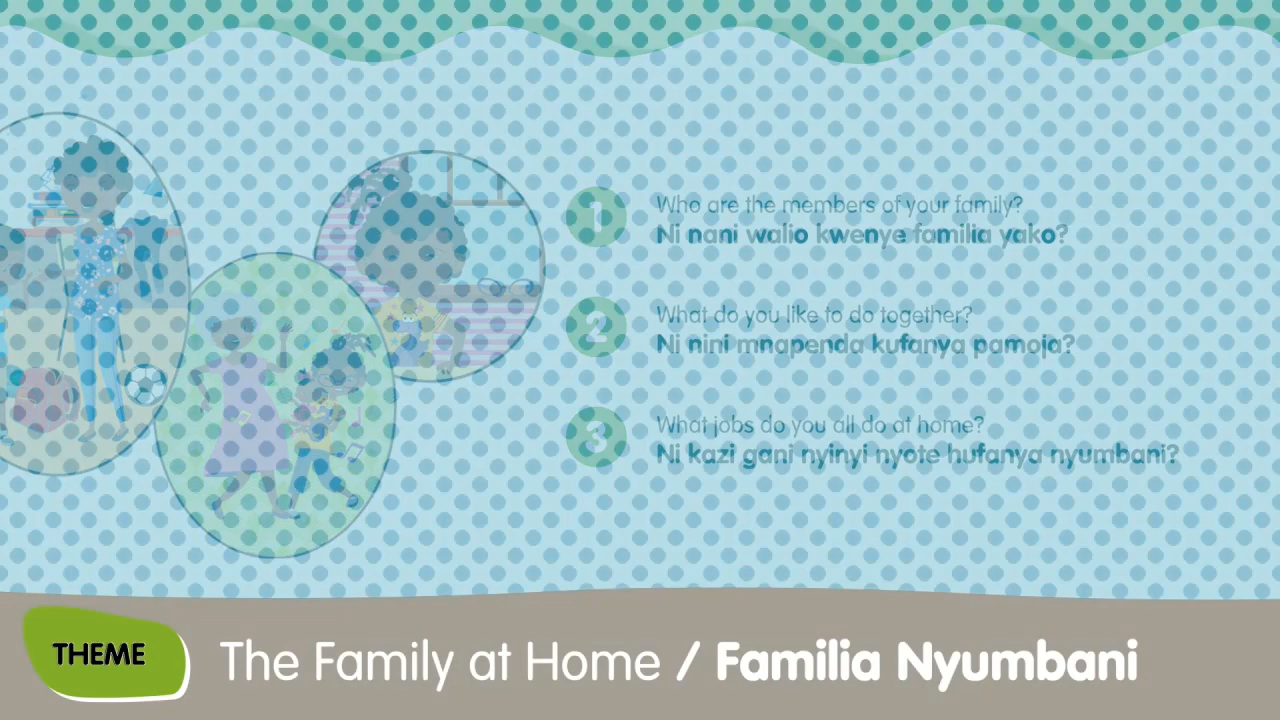 1
Who are the members of your family?
Ni nani walio kwenye familia yako?
2
What do you like to do together?
Ni nini mnapenda kufanya pamoja?
3
What jobs do you all do at home?
Ni kazi gani nyinyi nyote hufanya nyumbani?
THEME
The Family at Home / Familia Nyumbani